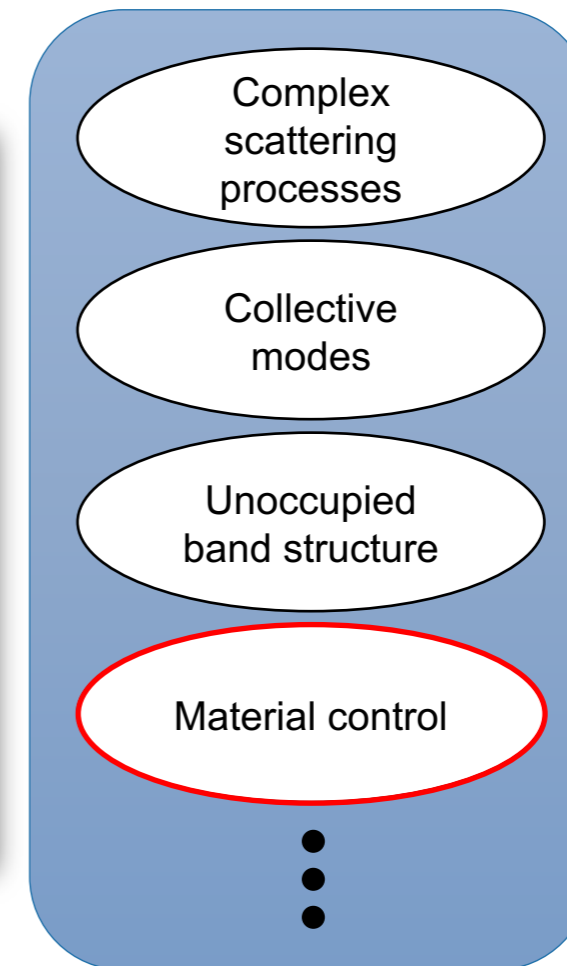 Complex
scattering
processes
Collective
modes
Unoccupied
band structure
Material control